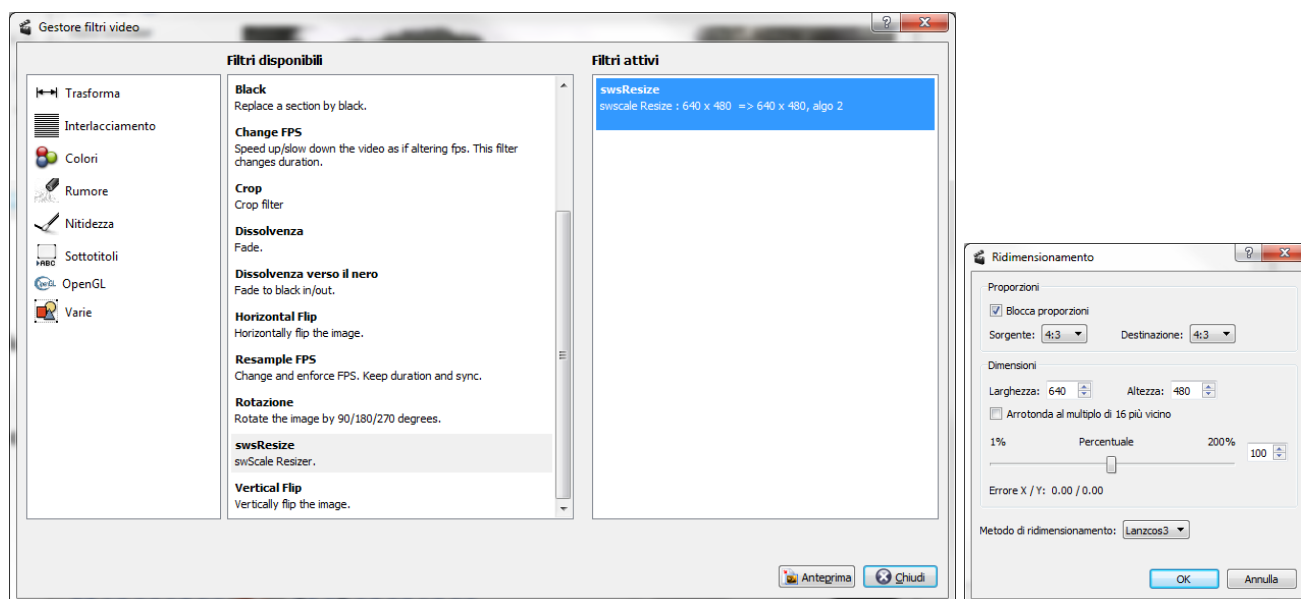 Gestore filtri video
Filtri disponibili
Filtri attivi
Trasforma
Interlacciamento
Colori
Rumore
Nitidezza
Sottotitoli
OpenGL
Varie
Black
Replace a section by black.
Change FPS
Speed up/slow down the video as if altering fps. This filter
changes duration.
Crop
Crop filter
Dissolvenza
Fade.
Dissolvenza verso il nero
Fade to black in/out.
Horizontal Flip
Horizontally flip the image.
Resample FPS
Change and enforce FPS. Keep duration and sync.
Rotazione
Rotate the image by 90/180/270 degrees.
swsResize
swScale Resizer.
Vertical Flip
Vertically flip the image.
swsResize
swscale Resize : 640 x 480 => 640 x 480, algo 2
Anteprima
Chiudi
Ridimensionamento
Proporzioni
Blocca proporzioni
Sorgente: 4:3 Destinazione: 4:3
Dimensioni
Larghezza: 640 Altezza: 480
Arrotonda al multiplo di 16 più vicino
1% Percentuale 200%
100
Errore X / Y: 0.00 / 0.00
Metodo di ridimensionamento: Lanzcos3
OK Annulla